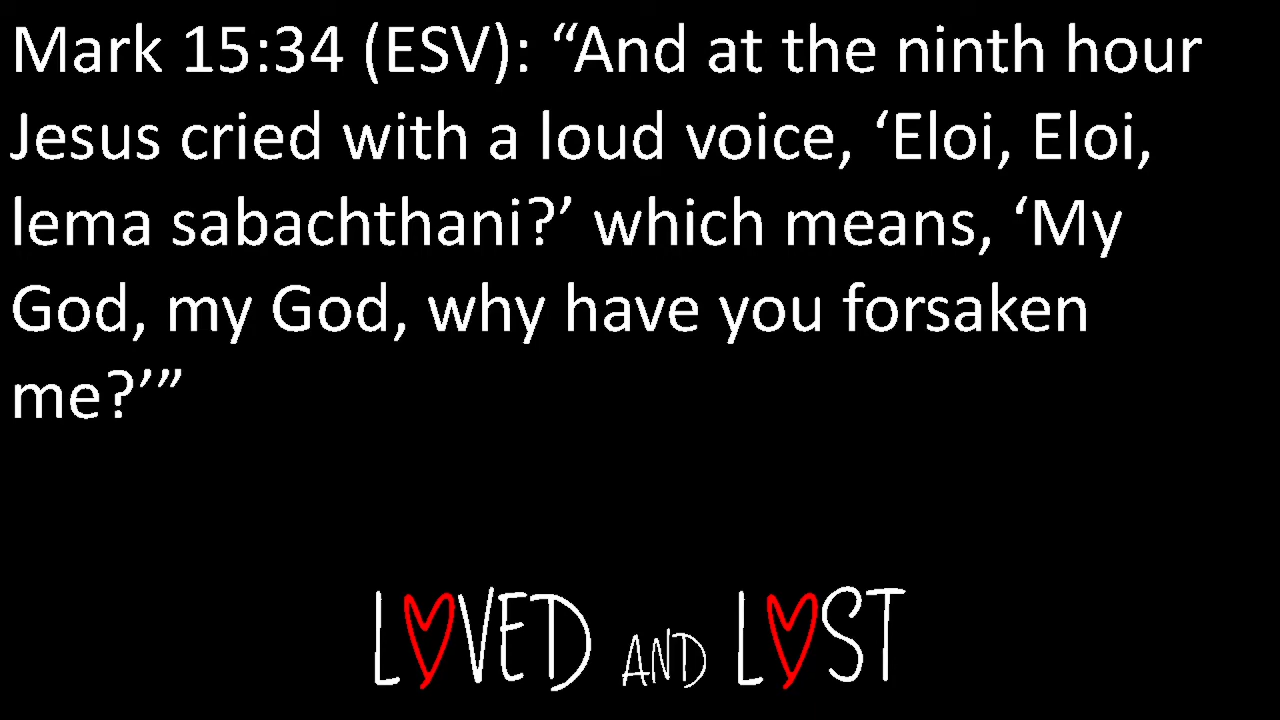 Mark 15:34 (ESV): “And at the ninth hour
Jesus cried with a loud voice, ‘Eloi, Eloi,
lema sabachthani?’ which means, ‘My
God, my God, why have you forsaken
me?’”
LOVED AND LOST